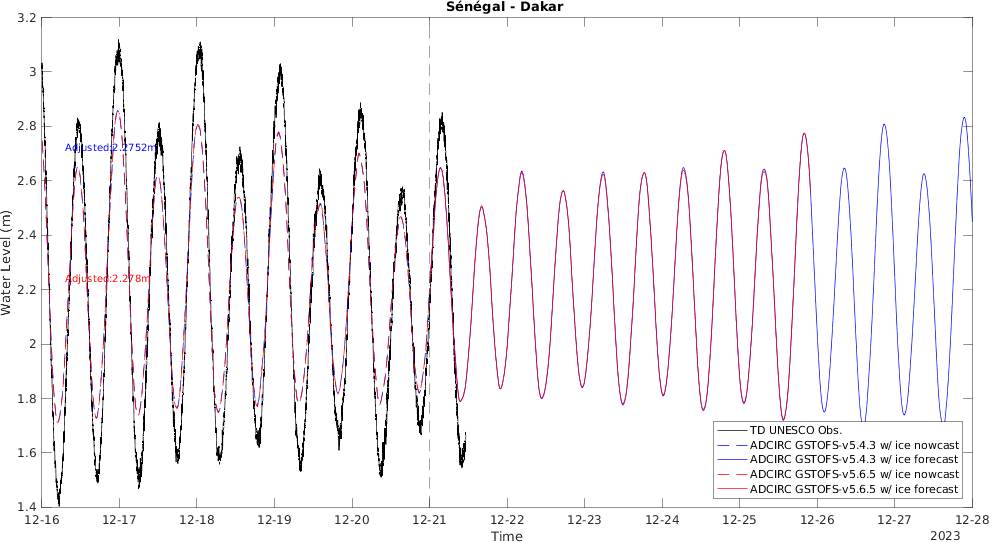 Sénégal - Dakar
3.2
3
2.8
2.6
2.4
2.2
2
1.8
1.6
1.4
Water Level (m)
Adjusted:2.2752m
Adjusted:2.278m
TD UNESCO Obs.
ADCIRC GSTOFS-v5.4.3 w/ ice nowcast
ADCIRC GSTOFS-v5.4.3 w/ ice forecast
ADCIRC GSTOFS-v5.6.5 w/ ice nowcast
ADCIRC GSTOFS-v5.6.5 w/ ice forecast
12-16 12-17 12-18 12-19 12-20 12-21 12-22 12-23 12-24 12-25 12-26 12-27 12-28
Time
2023